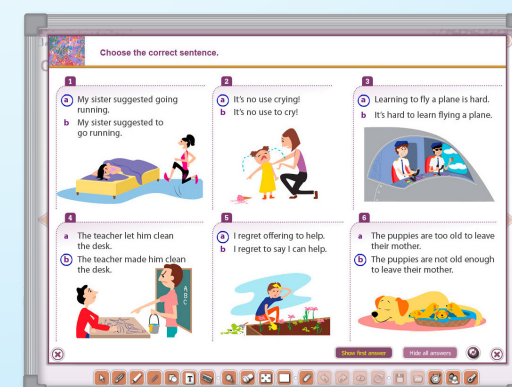 Choose the correct sentence.
1
a My sister suggested going
running.
b My sister suggested to
go running.
2
a It's no use crying!
b It's no use to cry!
3
a Learning to fly a plane is hard.
b It's hard to learn flying a plane.
4
a The teacher let him clean
the desk.
b The teacher made him clean
the desk.
A
B
C
5
a I regret offering to help.
b I regret to say I can help.
6
a The puppies are too old to leave
their mother.
b The puppies are not old enough
to leave their mother.
Show first answer
Hide all answers
T